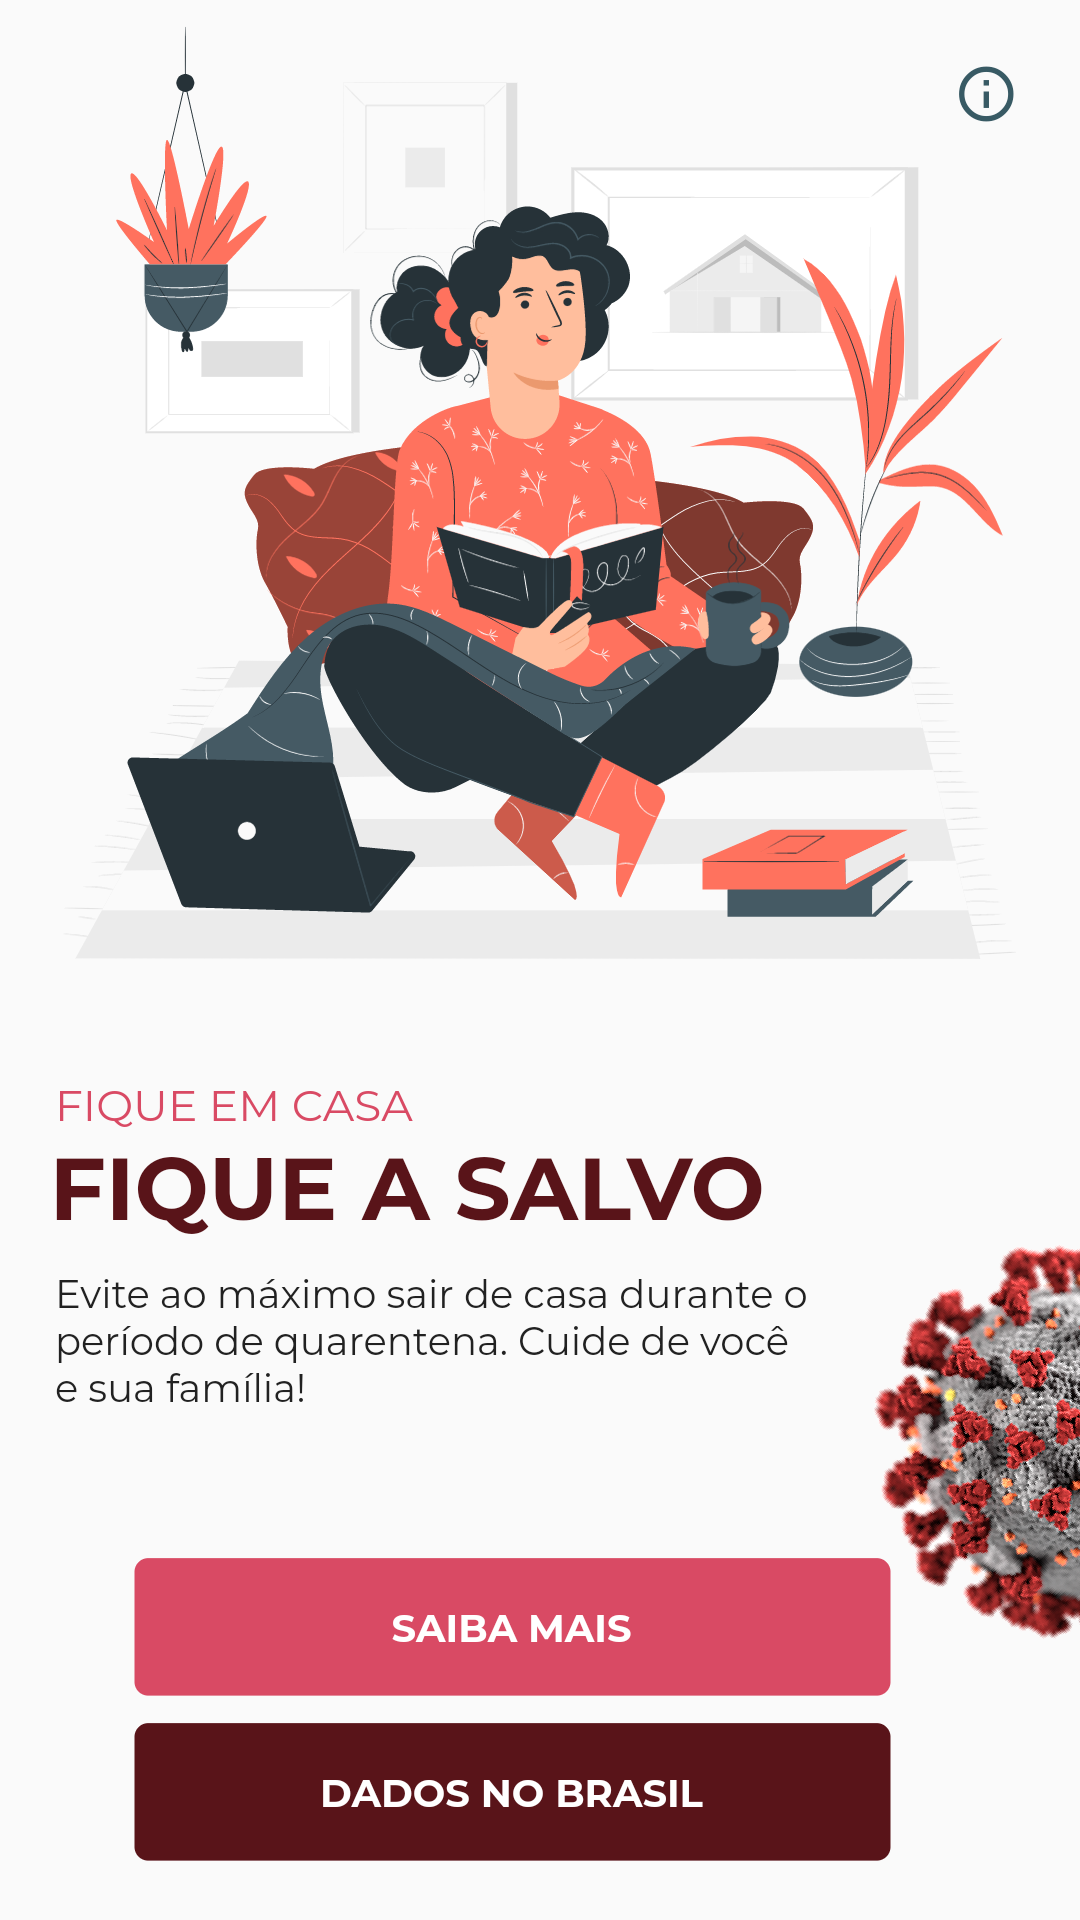 FIQUE EM CASA
FIQUE A SALVO
Evite ao máximo sair de casa durante o
período de quarentena. Cuide de você
e sua família!
SAIBA MAIS
DADOS NO BRASIL